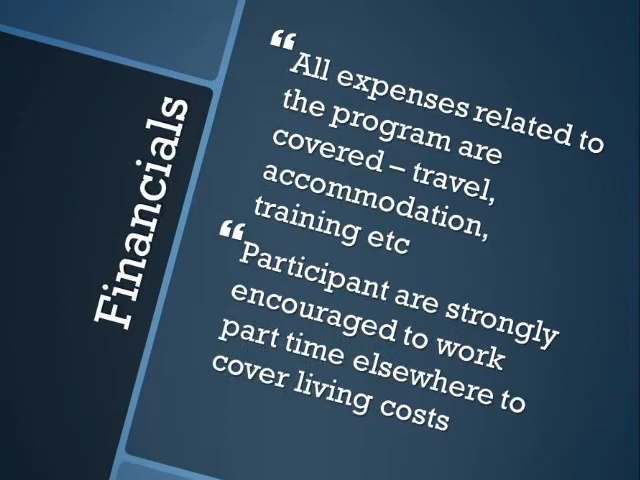 Financials
“All expenses related to
the program are
covered – travel,
accommodation,
training etc
“Participant are strongly
encouraged to work
part time elsewhere to
cover living costs